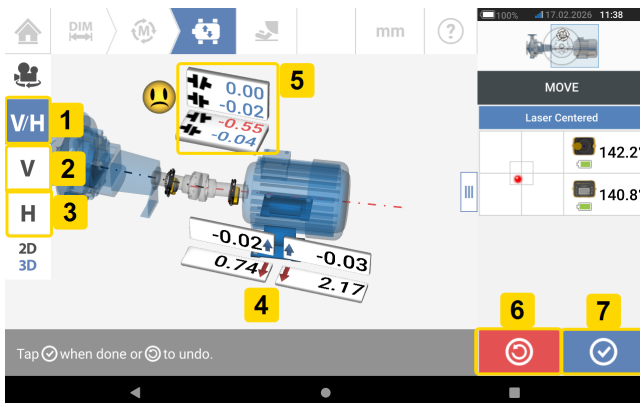 DIM
M
mm
?
100% 17.02.2026 11:38
MOVE
Laser Centered
142.2°
140.8°
V/H
V
H
2D
3D
1
2
3
5
0.00
-0.02
-0.55
-0.04
-0.02
-0.03
0.74
2.17
4
6
7
Tap when done or to undo.